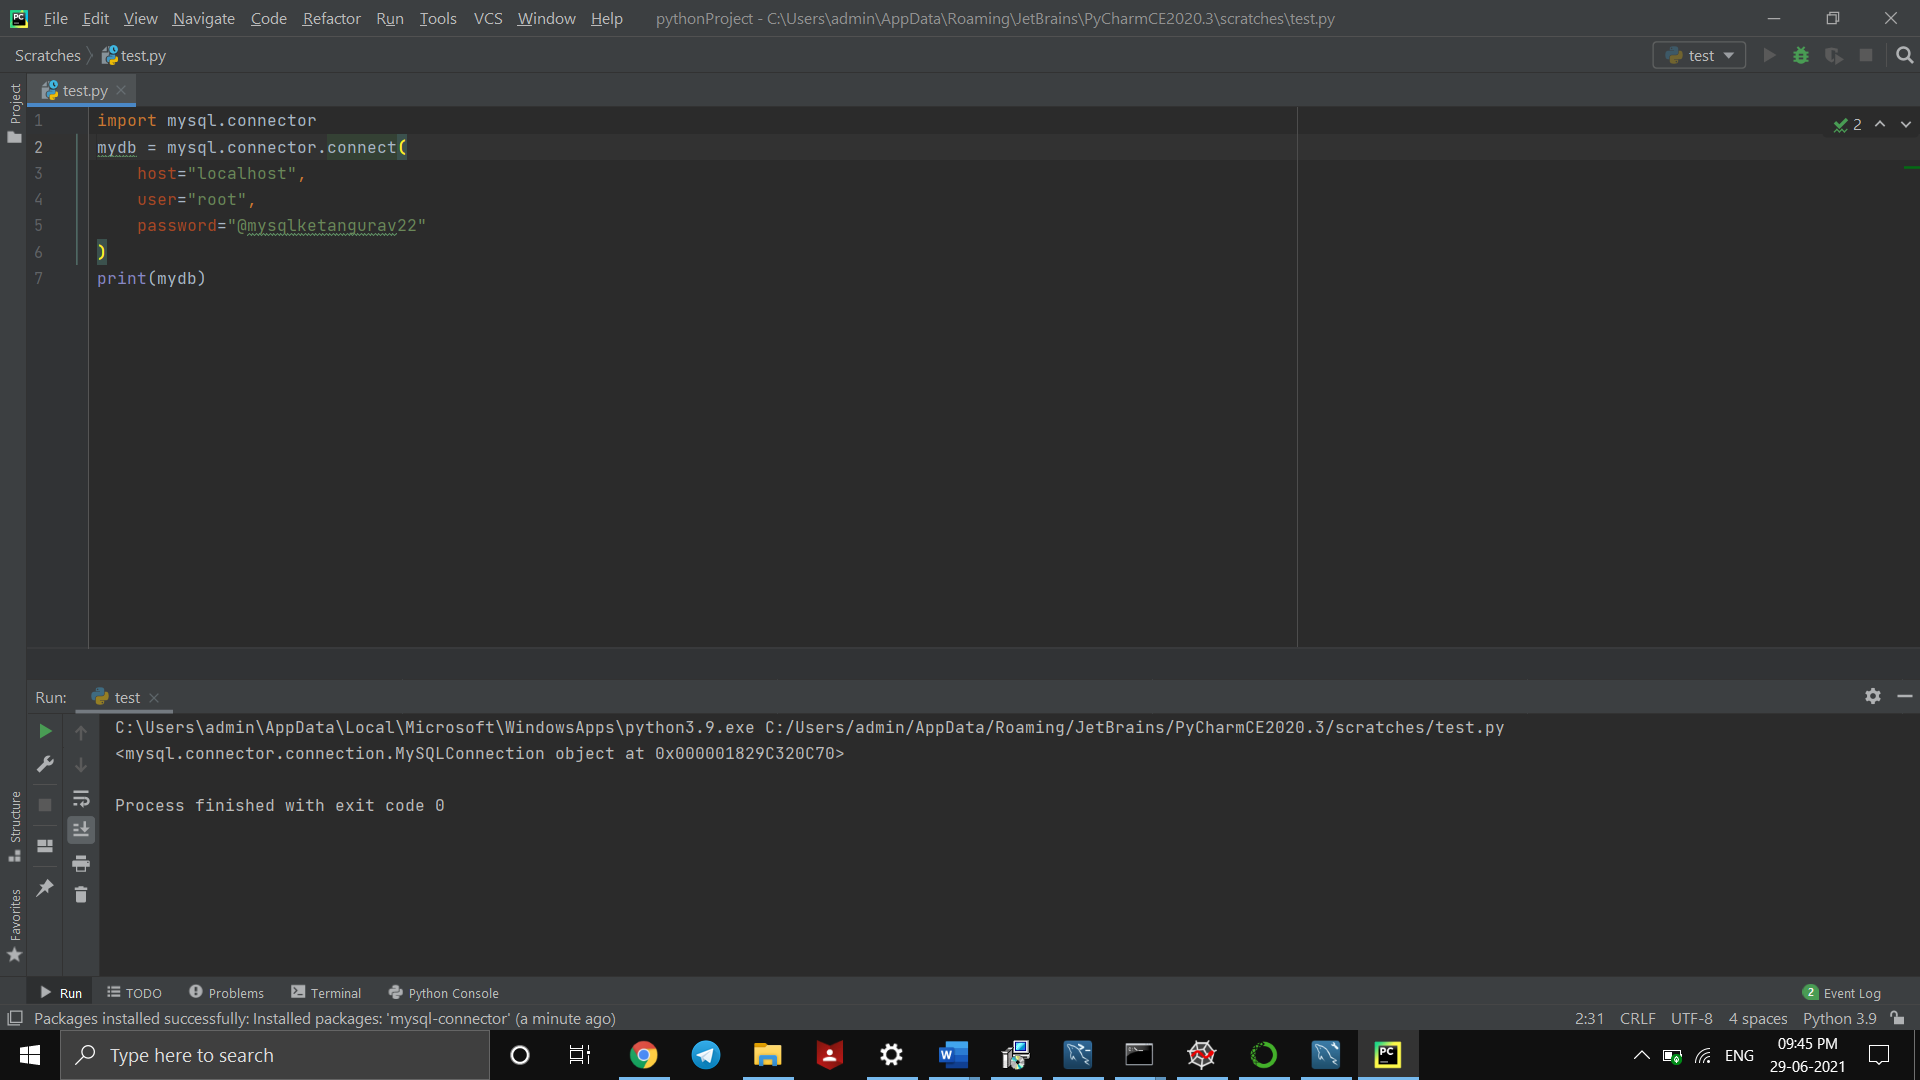 PC File Edit View Navigate Code Refactor Run Tools VCS Window Help pythonProject - C:\Users\admin\AppData\Roaming\JetBrains\PyCharmCE2020.3\scratches\test.py
Scratches test.py test
Project
test.py
1 import mysql.connector
2 2 mydb = mysql.connector.connect(
3 host="localhost",
4 user="root",
5 password="@mysqlketangurav22"
6 )
7 print(mydb)
Run: test
C:\Users\admin\AppData\Local\Microsoft\WindowsApps\python3.9.exe C:/Users/admin/AppData/Roaming/JetBrains/PyCharmCE2020.3/scratches/test.py
<mysql.connector.connection.MySQLConnection object at 0x000001829C320C70>
Process finished with exit code 0
Structure
Favorites
Run TODO Problems Terminal Python Console 2 Event Log
Packages installed successfully: Installed packages: 'mysql-connector' (a minute ago) 2:31 CRLF UTF-8 4 spaces Python 3.9
Type here to search W PC ENG 09:45 PM
29-06-2021